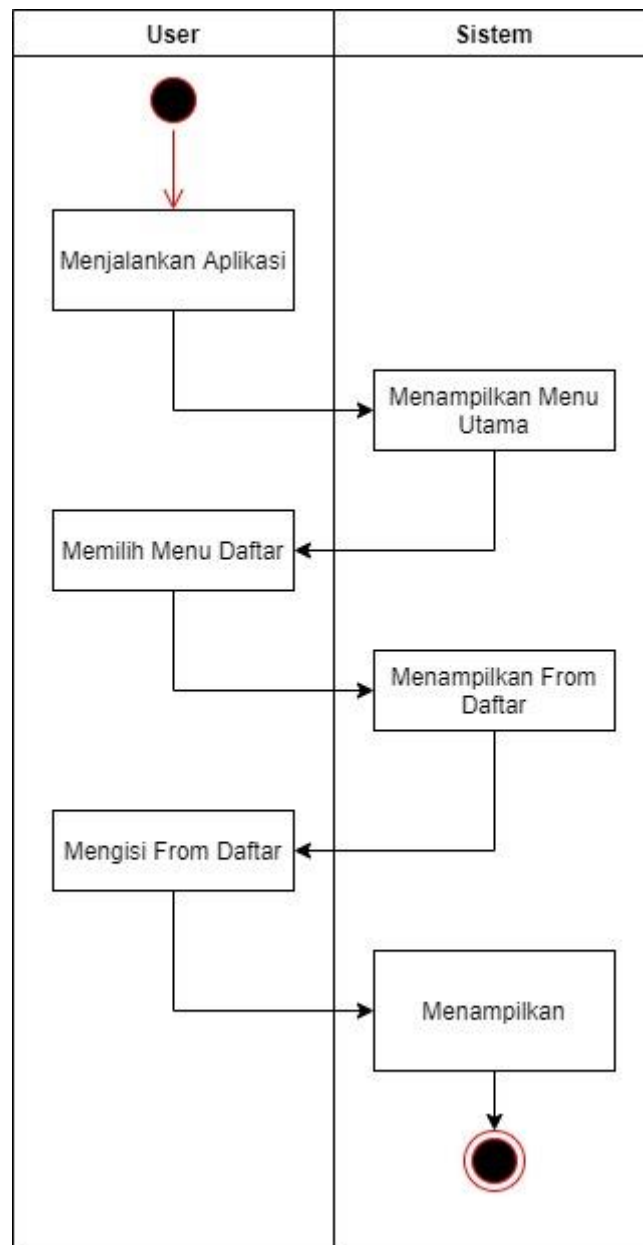 User
Sistem
Menjalankan Aplikasi
Menampilkan Menu
Utama
Memilih Menu Daftar
Menampilkan From
Daftar
Mengisi From Daftar
Menampilkan